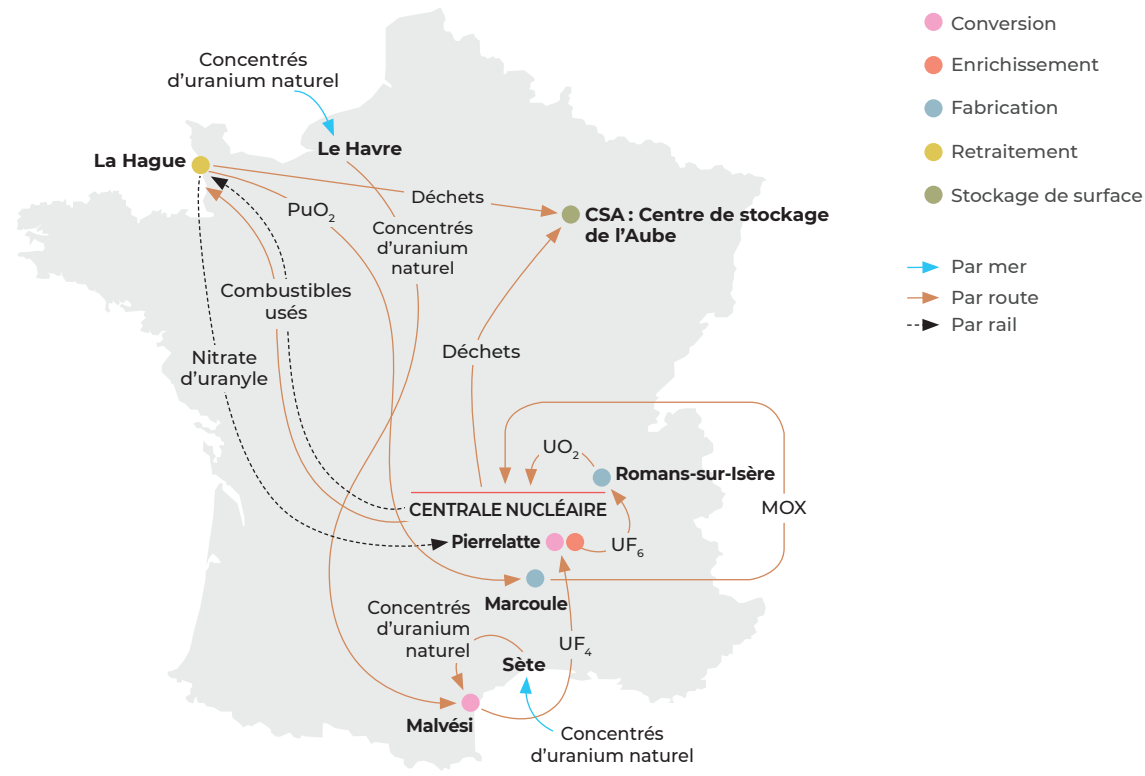 Concentrés
d'uranium naturel
Le Havre
La Hague
Déchets
PuO₂
Concentrés
d'uranium
naturel
CSA : Centre de stockage
de l'Aube
Combustibles
usés
Nitrate
d'uranyle
Déchets
UO₂
Romans-sur-Isère
CENTRALE NUCLÉAIRE
MOX
Pierrelatte
UF₆
Marcoule
Concentrés
d'uranium
naturel
UF₄
Sète
Malvési
Concentrés
d'uranium naturel
Conversion
Enrichissement
Fabrication
Retraitement
Stockage de surface
Par mer
Par route
Par rail